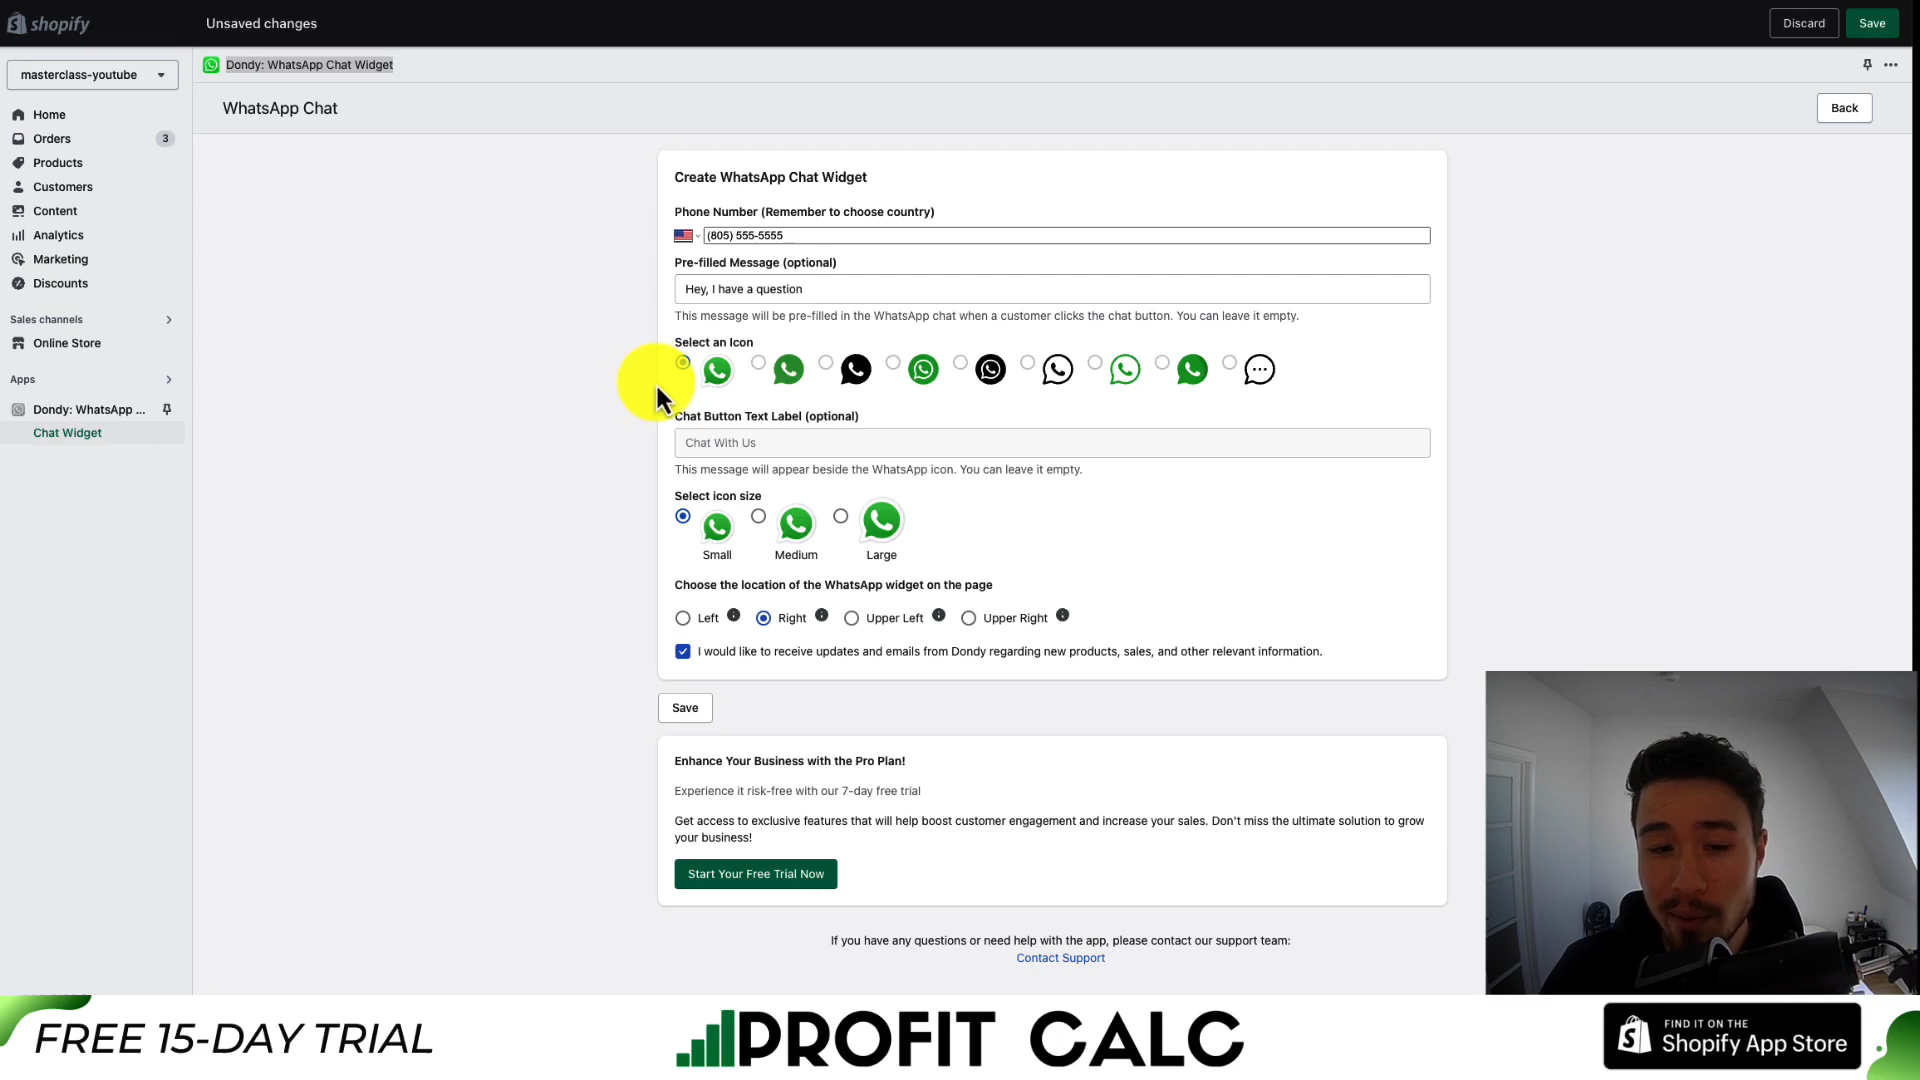 shopify
Unsaved changes
Discard
Save
masterclass-youtube
Dondy: WhatsApp Chat Widget
WhatsApp Chat
Back
Home
Orders 3
Products
Customers
Content
Analytics
Marketing
Discounts
Sales channels
Online Store
Apps
Dondy: WhatsApp ...
Chat Widget
Create WhatsApp Chat Widget
Phone Number (Remember to choose country)
(805) 555-5555
Pre-filled Message (optional)
Hey, I have a question
This message will be pre-filled in the WhatsApp chat when a customer clicks the chat button. You can leave it empty.
Select an Icon
Chat Button Text Label (optional)
Chat With Us
This message will appear beside the WhatsApp icon. You can leave it empty.
Select icon size
Small Medium Large
Choose the location of the WhatsApp widget on the page
Left Right Upper Left Upper Right
I would like to receive updates and emails from Dondy regarding new products, sales, and other relevant information.
Save
Enhance Your Business with the Pro Plan!
Experience it risk-free with our 7-day free trial
Get access to exclusive features that will help boost customer engagement and increase your sales. Don't miss the ultimate solution to grow
your business!
Start Your Free Trial Now
If you have any questions or need help with the app, please contact our support team:
Contact Support
FREE 15-DAY TRIAL
PROFIT CALC
FIND IT ON THE
Shopify App Store